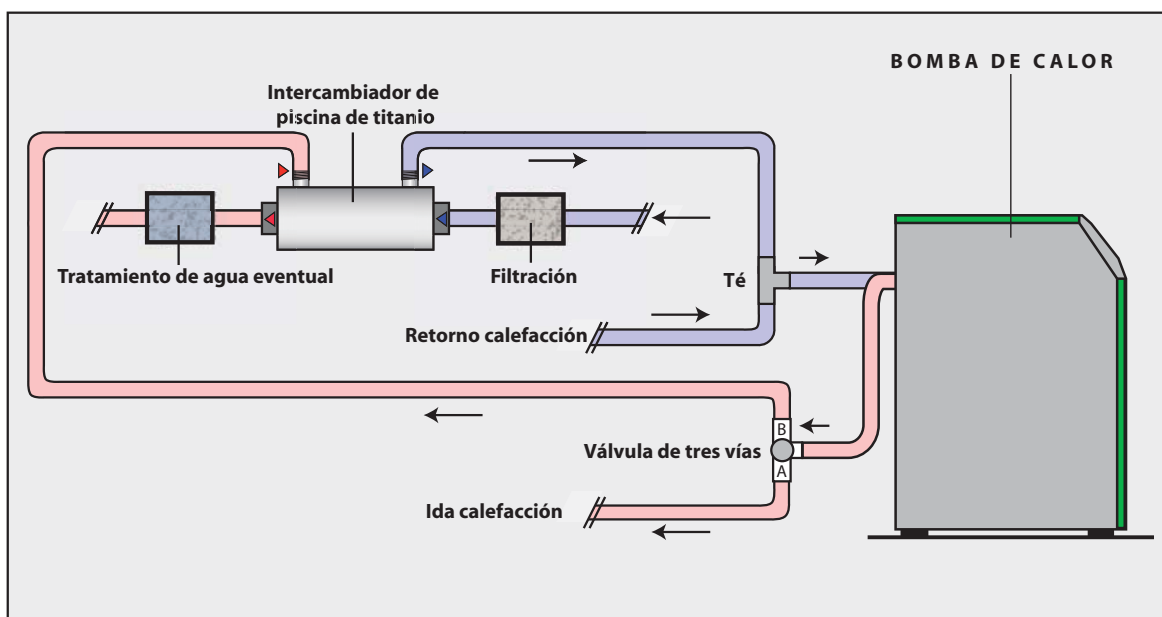 BOMBA DE CALOR
Intercambiador de
piscina de titanio
Tratamiento de agua eventual
Filtración
Té
Retorno calefacción
B
Válvula de tres vías
A
Ida calefacción